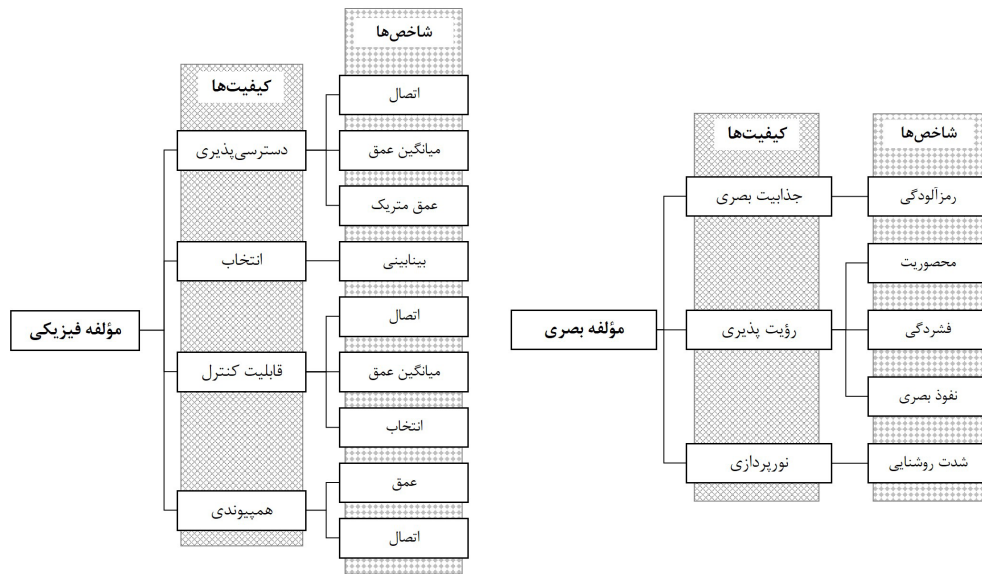 شاخص‌ها
کیفیت‌ها
اتصال
دسترسی‌پذیری
میانگین عمق
عمق متریک
انتخاب
بینابینی
مؤلفه فیزیکی
اتصال
قابلیت کنترل
میانگین عمق
انتخاب
عمق
همپیوندی
اتصال
شاخص‌ها
کیفیت‌ها
جذابیت بصری
رمزآلودگی
محصوریت
مؤلفه بصری
رؤیت پذیری
فشردگی
نفوذ بصری
نورپردازی
شدت روشنایی